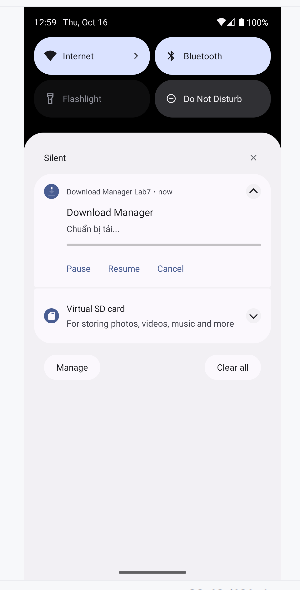 12:59 Thu, Oct 16
100%
Internet
Bluetooth
Flashlight
Do Not Disturb
Silent
Download Manager Lab7 • now
Download Manager
Chuẩn bị tải...
Pause Resume Cancel
Virtual SD card
For storing photos, videos, music and more
Manage
Clear all